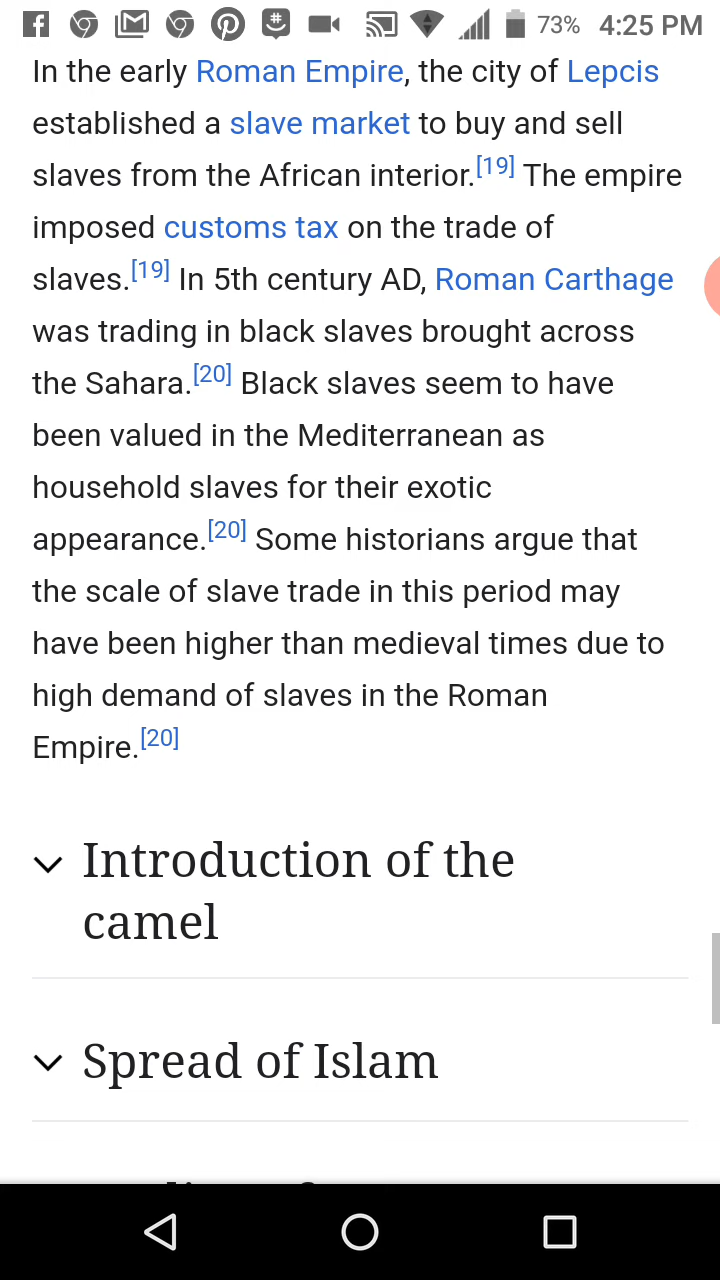 73% 4:25 PM
In the early Roman Empire, the city of Lepcis
established a slave market to buy and sell
slaves from the African interior.[19] The empire
imposed customs tax on the trade of
slaves.[19] In 5th century AD, Roman Carthage
was trading in black slaves brought across
the Sahara.[20] Black slaves seem to have
been valued in the Mediterranean as
household slaves for their exotic
appearance.[20] Some historians argue that
the scale of slave trade in this period may
have been higher than medieval times due to
high demand of slaves in the Roman
Empire.[20]
Introduction of the
camel
Spread of Islam